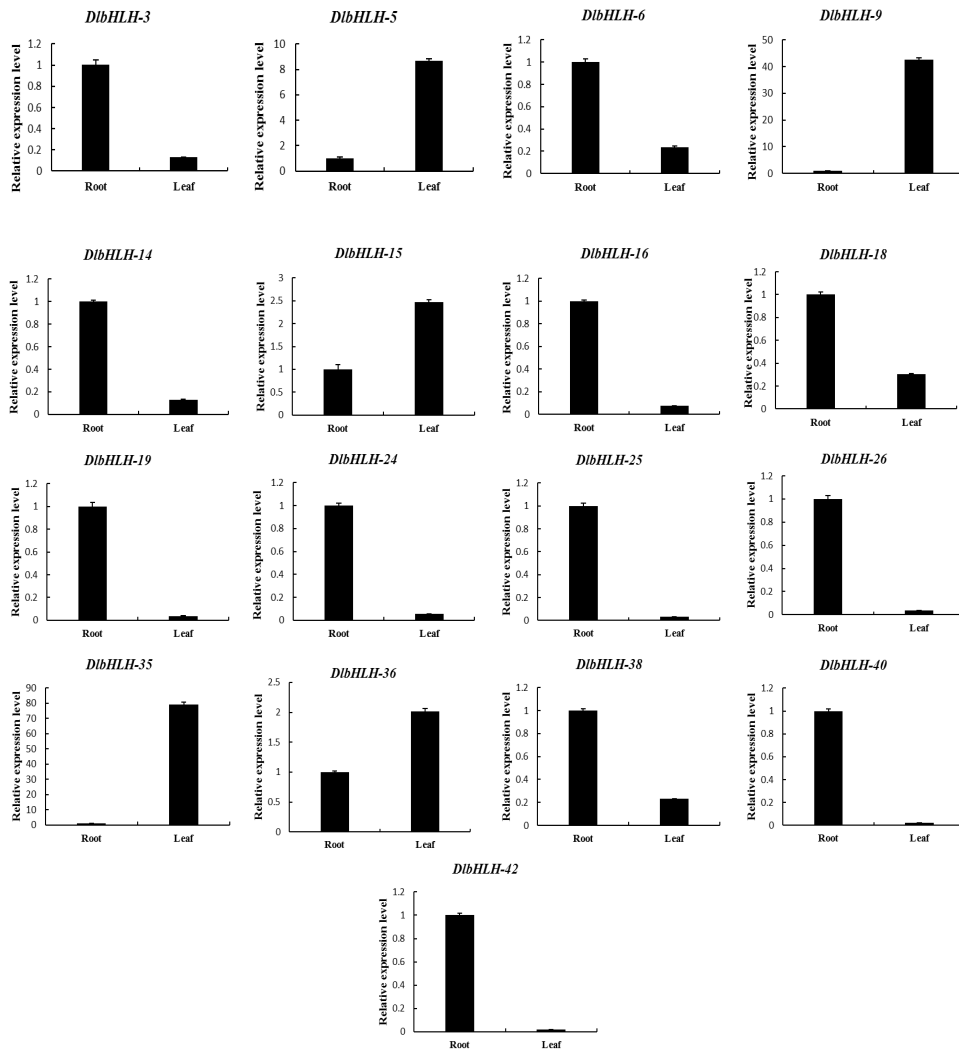 DlbHLH-3
Relative expression level
1.2
1
0.8
0.6
0.4
0.2
0
Root Leaf
DlbHLH-5
Relative expression level
10
8
6
4
2
0
Root Leaf
DlbHLH-6
Relative expression level
1.2
1
0.8
0.6
0.4
0.2
0
Root Leaf
DlbHLH-9
Relative expression level
50
40
30
20
10
0
Root Leaf
DlbHLH-14
Relative expression level
1.2
1
0.8
0.6
0.4
0.2
0
Root Leaf
DlbHLH-15
Relative expression level
3
2.5
2
1.5
1
0.5
0
Root Leaf
DlbHLH-16
Relative expression level
1.2
1
0.8
0.6
0.4
0.2
0
Root Leaf
DlbHLH-18
Relative expression level
1.2
1
0.8
0.6
0.4
0.2
0
Root Leaf
DlbHLH-19
Relative expression level
1.2
1
0.8
0.6
0.4
0.2
0
Root Leaf
DlbHLH-24
Relative expression level
1.2
1
0.8
0.6
0.4
0.2
0
Root Leaf
DlbHLH-25
Relative expression level
1.2
1
0.8
0.6
0.4
0.2
0
Root Leaf
DlbHLH-26
Relative expression level
1.2
1
0.8
0.6
0.4
0.2
0
Root Leaf
DlbHLH-35
Relative expression level
90
80
70
60
50
40
30
20
10
0
Root Leaf
DlbHLH-36
Relative expression level
2.5
2
1.5
1
0.5
0
Root Leaf
DlbHLH-38
Relative expression level
1.2
1
0.8
0.6
0.4
0.2
0
Root Leaf
DlbHLH-40
Relative expression level
1.2
1
0.8
0.6
0.4
0.2
0
Root Leaf
DlbHLH-42
Relative expression level
1.2
1
0.8
0.6
0.4
0.2
0
Root Leaf